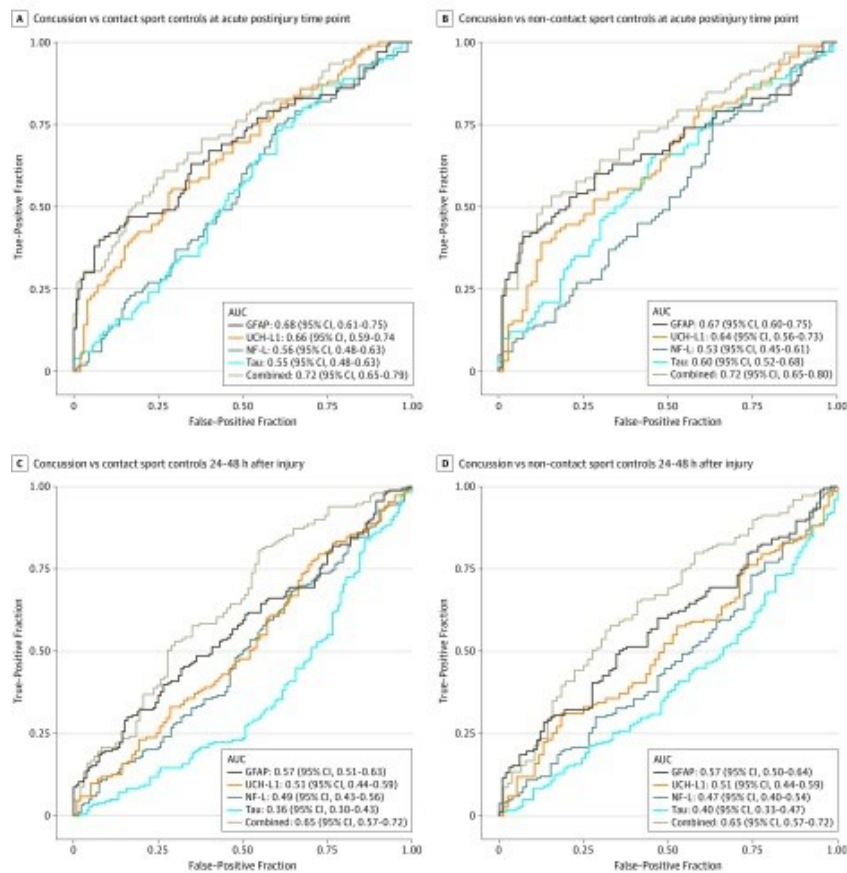 A Concussion vs contact sport controls at acute postinjury time point
1.00
0.75
0.50
0.25
0
True-Positive Fraction
AUC
GFAP: 0.68 (95% CI, 0.61-0.75)
UCH-L1: 0.66 (95% CI, 0.59-0.74
NF-L: 0.56 (95% CI, 0.48-0.63)
Tau: 0.55 (95% CI, 0.48-0.63)
Combined: 0.72 (95% CI, 0.65-0.79)
0 0.25 0.50 0.75 1.00
False-Positive Fraction
B Concussion vs non-contact sport controls at acute postinjury time point
1.00
0.75
0.50
0.25
0
True-Positive Fraction
AUC
GFAP: 0.67 (95% CI, 0.60-0.75)
UCH-L1: 0.64 (95% CI, 0.56-0.73)
NF-L: 0.53 (95% CI, 0.45-0.61)
Tau: 0.60 (95% CI, 0.52-0.68)
Combined: 0.72 (95% CI, 0.65-0.80)
0 0.25 0.50 0.75 1.00
False-Positive Fraction
C Concussion vs contact sport controls 24-48 h after injury
1.00
0.75
0.50
0.25
0
True-Positive Fraction
AUC
GFAP: 0.57 (95% CI, 0.51-0.63)
UCH-L1: 0.51 (95% CI, 0.44-0.59)
NF-L: 0.49 (95% CI, 0.43-0.56)
Tau: 0.36 (95% CI, 0.30-0.43)
Combined: 0.65 (95% CI, 0.57-0.72)
0 0.25 0.50 0.75 1.00
False-Positive Fraction
D Concussion vs non-contact sport controls 24-48 h after injury
1.00
0.75
0.50
0.25
0
True-Positive Fraction
AUC
GFAP: 0.57 (95% CI, 0.50-0.64)
UCH-L1: 0.51 (95% CI, 0.44-0.59)
NF-L: 0.47 (95% CI, 0.40-0.54)
Tau: 0.40 (95% CI, 0.33-0.47)
Combined: 0.65 (95% CI, 0.57-0.72)
0 0.25 0.50 0.75 1.00
False-Positive Fraction